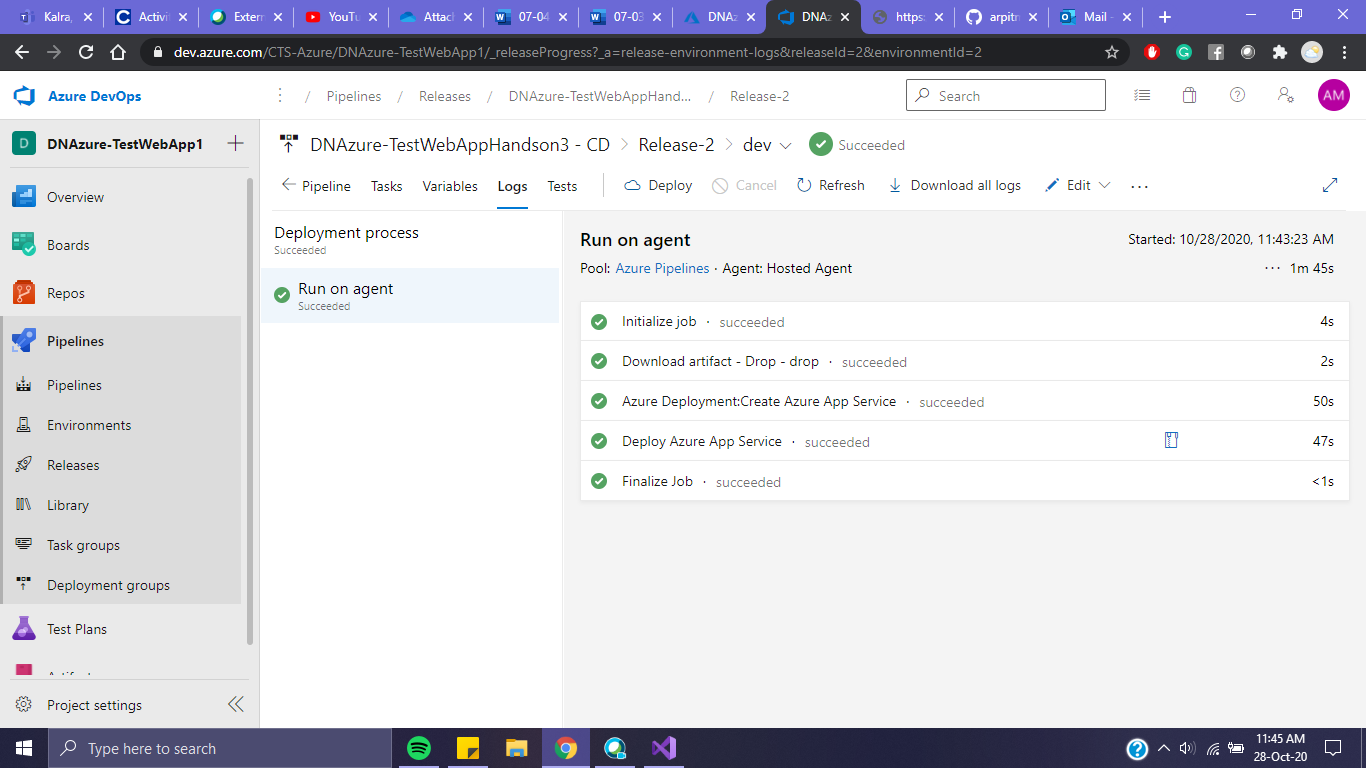 Kalra,
Activit
Extern
YouTu
Attach
07-04
07-03
DNAz
DNAz
https:
arpitn
Mail -
dev.azure.com/CTS-Azure/DNAzure-TestWebApp1/_releaseProgress?_a=release-environment-logs&releaseId=2&environmentId=2
Azure DevOps
/ Pipelines / Releases / DNAzure-TestWebAppHand... / Release-2
Search
AM
D DNAzure-TestWebApp1
Overview
Boards
Repos
Pipelines
Pipelines
Environments
Releases
Library
Task groups
Deployment groups
Test Plans
Project settings
DNAzure-TestWebAppHandson3 - CD > Release-2 > dev Succeeded
Pipeline Tasks Variables Logs Tests Deploy Cancel Refresh Download all logs Edit ...
Deployment process
Succeeded
Run on agent
Succeeded
Run on agent
Started: 10/28/2020, 11:43:23 AM
Pool: Azure Pipelines · Agent: Hosted Agent
··· 1m 45s
Initialize job · succeeded 4s
Download artifact - Drop - drop · succeeded 2s
Azure Deployment:Create Azure App Service · succeeded 50s
Deploy Azure App Service · succeeded 47s
Finalize Job · succeeded <1s
Type here to search
11:45 AM
28-Oct-20